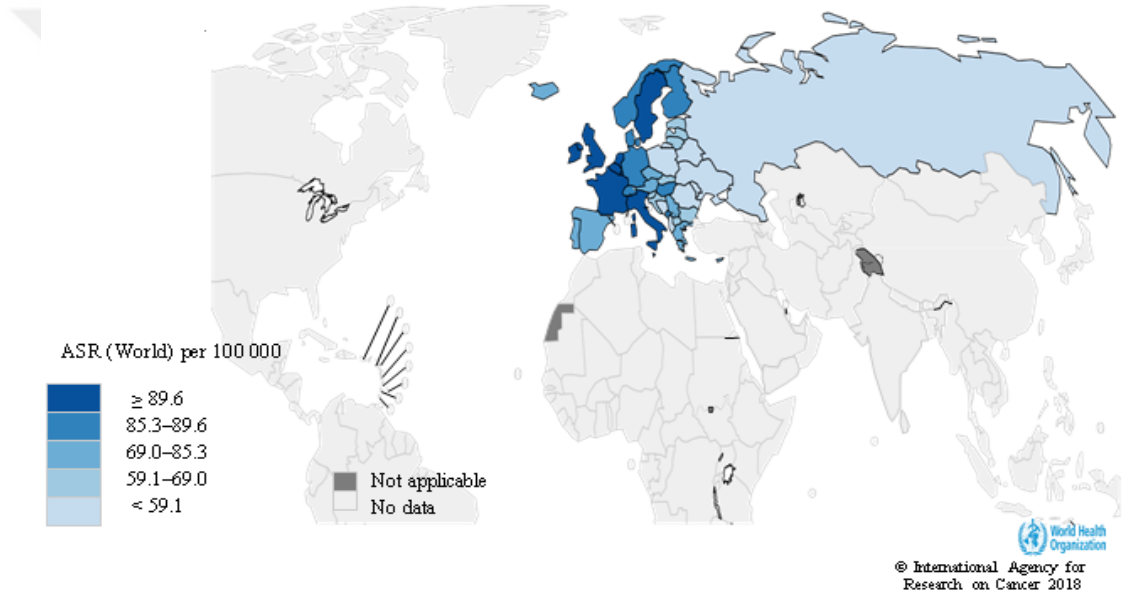 ASR (World) per 100 000
≥ 89.6
85.3–89.6
69.0–85.3
59.1–69.0
< 59.1
Not applicable
No data
World Health
Organization
© International Agency for
Research on Cancer 2018